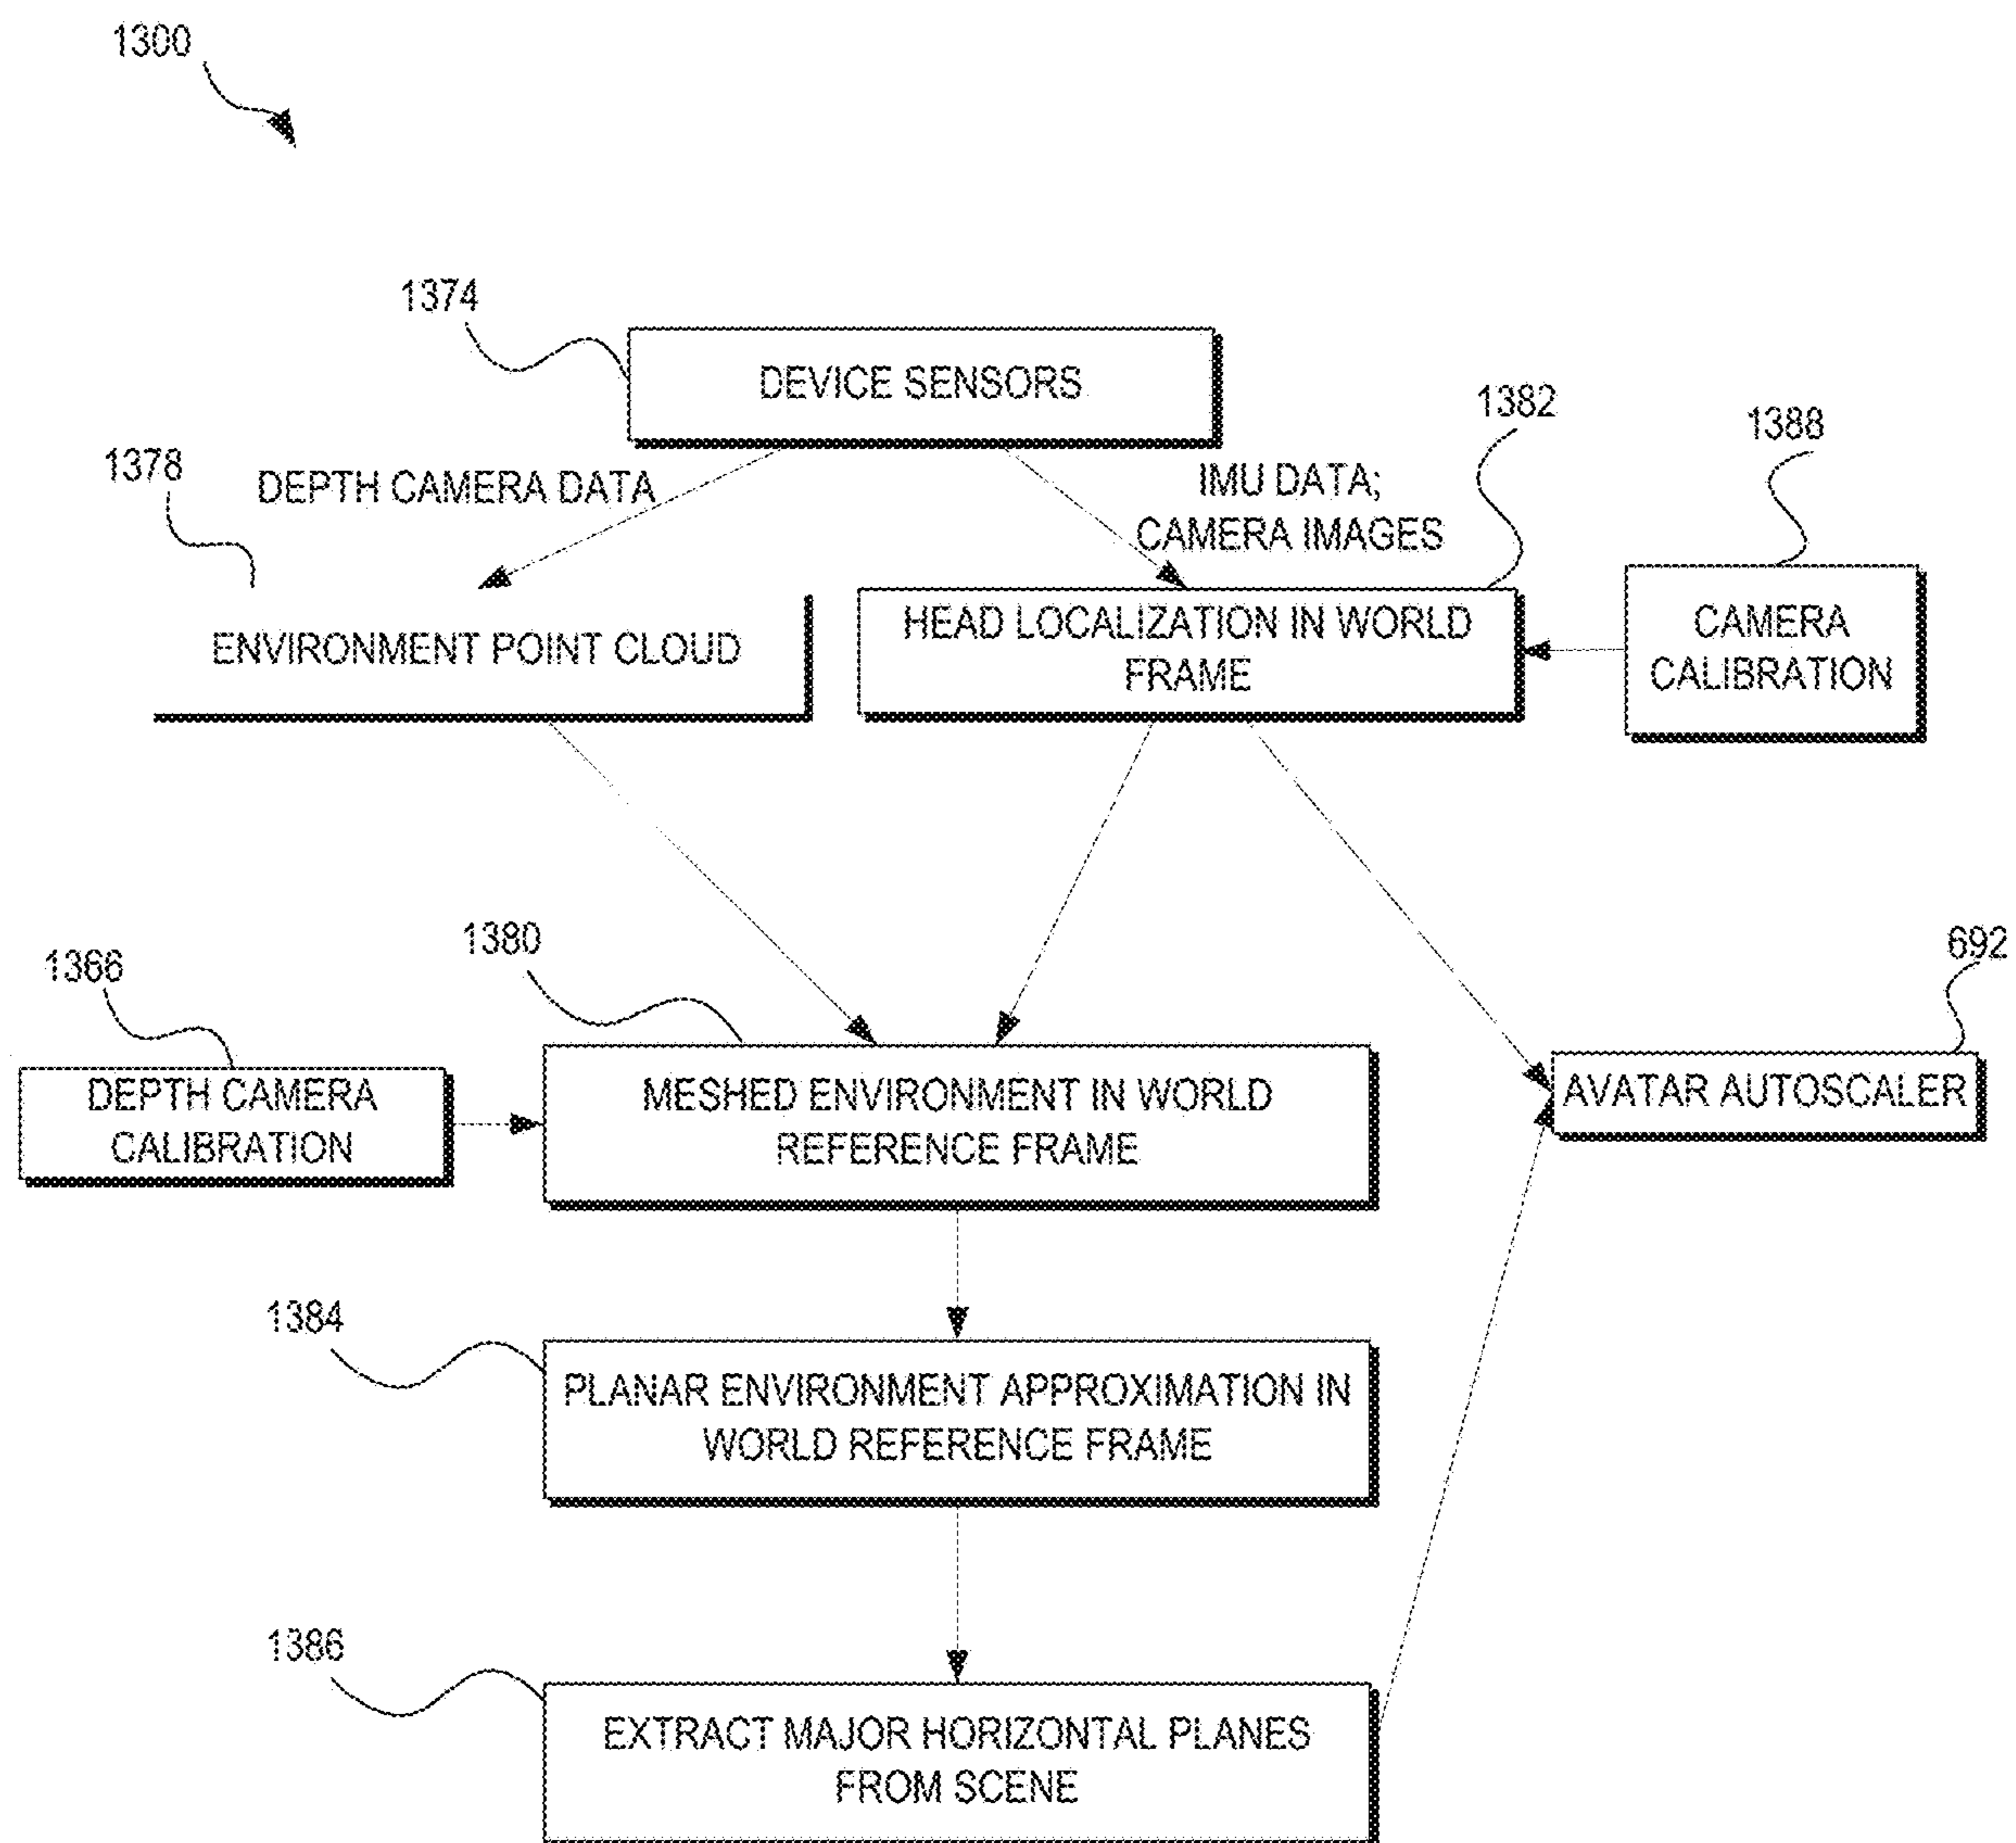 1300
1374
DEVICE SENSORS
1382
1388
1378
DEPTH CAMERA DATA
IMU DATA;
CAMERA IMAGES
ENVIRONMENT POINT CLOUD
HEAD LOCALIZATION IN WORLD
FRAME
CAMERA
CALIBRATION
1366
1380
692
DEPTH CAMERA
CALIBRATION
MESHED ENVIRONMENT IN WORLD
REFERENCE FRAME
AVATAR AUTOSCALER
1384
PLANAR ENVIRONMENT APPROXIMATION IN
WORLD REFERENCE FRAME
1386
EXTRACT MAJOR HORIZONTAL PLANES
FROM SCENE